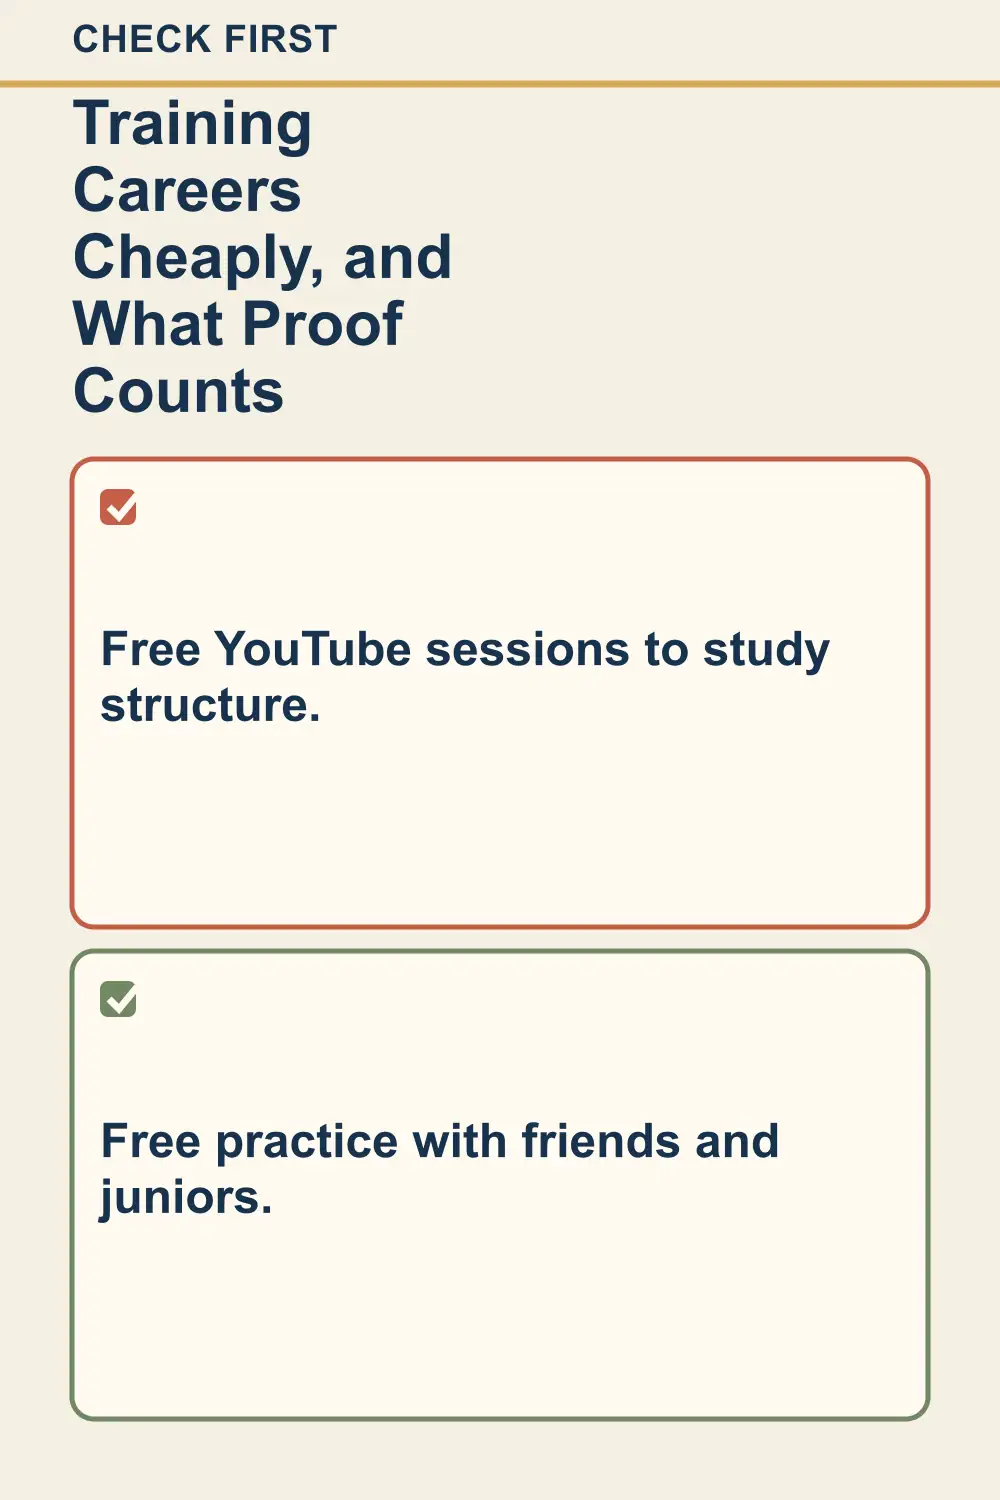 CHECK FIRST
Training
Careers
Cheaply, and
What Proof
Counts
Free YouTube sessions to study
structure.
Free practice with friends and
juniors.